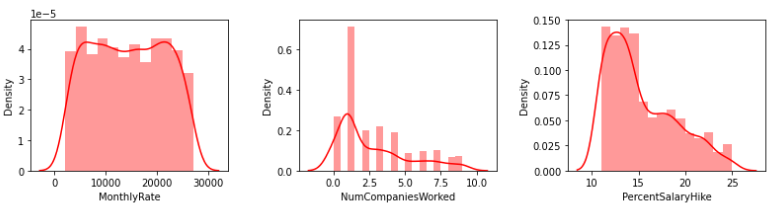 1e−5
4
3
2
1
0
Density
0 10000 20000 30000
MonthlyRate
0.6
0.4
0.2
0.0
Density
0.0 2.5 5.0 7.5 10.0
NumCompaniesWorked
0.150
0.125
0.100
0.075
0.050
0.025
0.000
Density
10 15 20 25
PercentSalaryHike